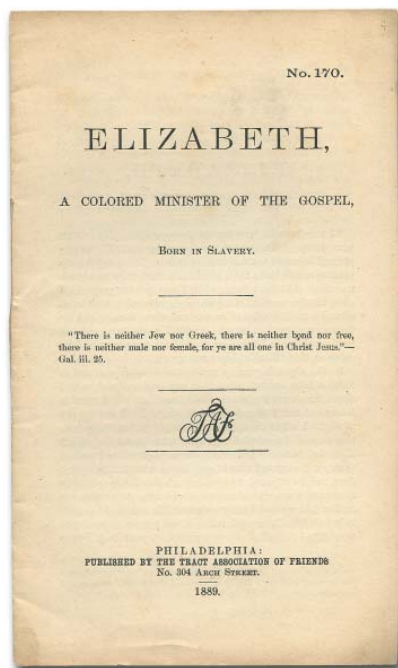 No. 170.
ELIZABETH,
A COLORED MINISTER OF THE GOSPEL,
BORN IN SLAVERY.
"There is neither Jew nor Greek, there is neither bond nor free,
there is neither male nor female, for ye are all one in Christ Jesus."—
Gal. iii. 25.
TAF
PHILADELPHIA:
PUBLISHED BY THE TRACT ASSOCIATION OF FRIENDS
No. 304 ARCH STREET.
1889.